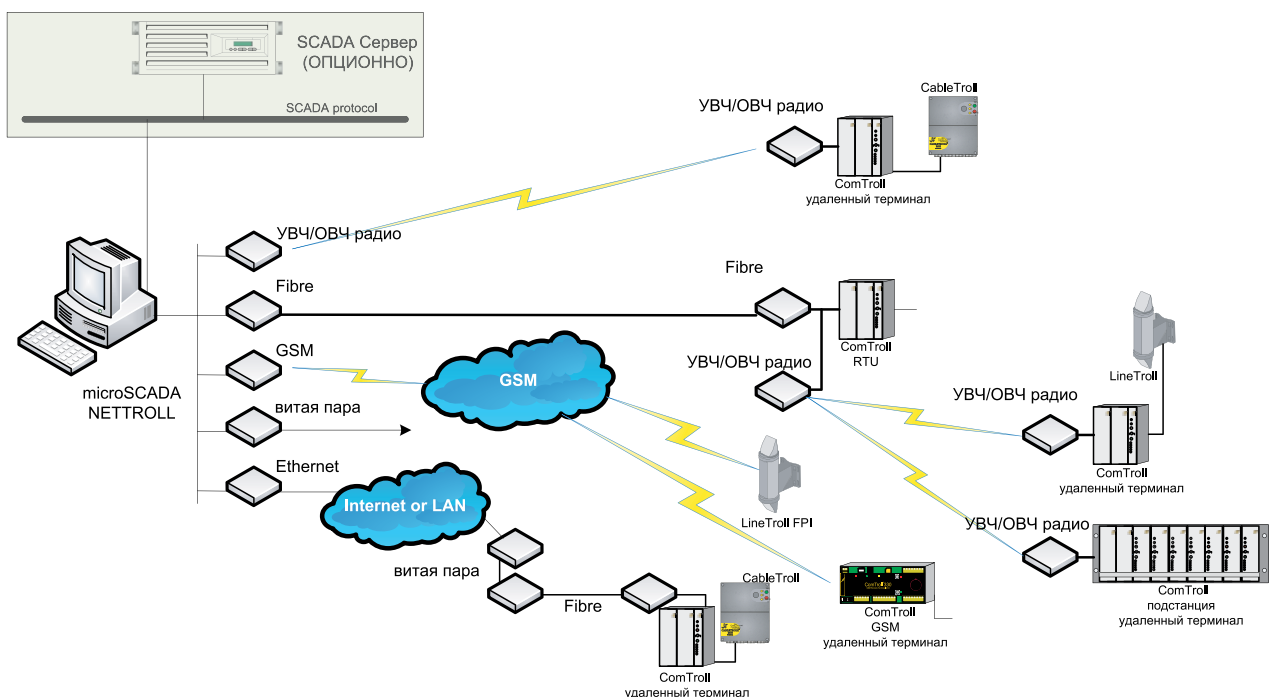 SCADA Сервер
(ОПЦИОННО)
SCADA protocol
CableTroll
УВЧ/ОВЧ радио
ComTroll
удаленный терминал
УВЧ/ОВЧ радио
Fibre
Fibre
ComTroll
RTU
GSM
GSM
УВЧ/ОВЧ радио
LineTroll
microSCADA
NETTROLL
витая пара
УВЧ/ОВЧ радио
ComTroll
удаленный терминал
Ethernet
Internet or LAN
LineTroll FPI
УВЧ/ОВЧ радио
витая пара
CableTroll
Fibre
ComTroll
GSM
удаленный терминал
ComTroll
подстанция
удаленный терминал
ComTroll
удаленный терминал